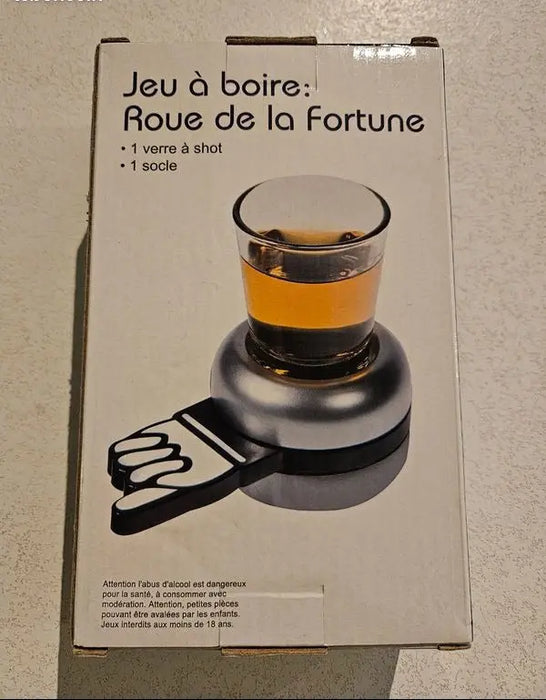 Jeu à boire:
Roue de la Fortune
• 1 verre à shot
• 1 socle
Attention l'abus d'alcool est dangereux
pour la santé, à consommer avec
modération. Attention, petites pièces
pouvant être avalées par les enfants.
Jeux interdits aux moins de 18 ans.